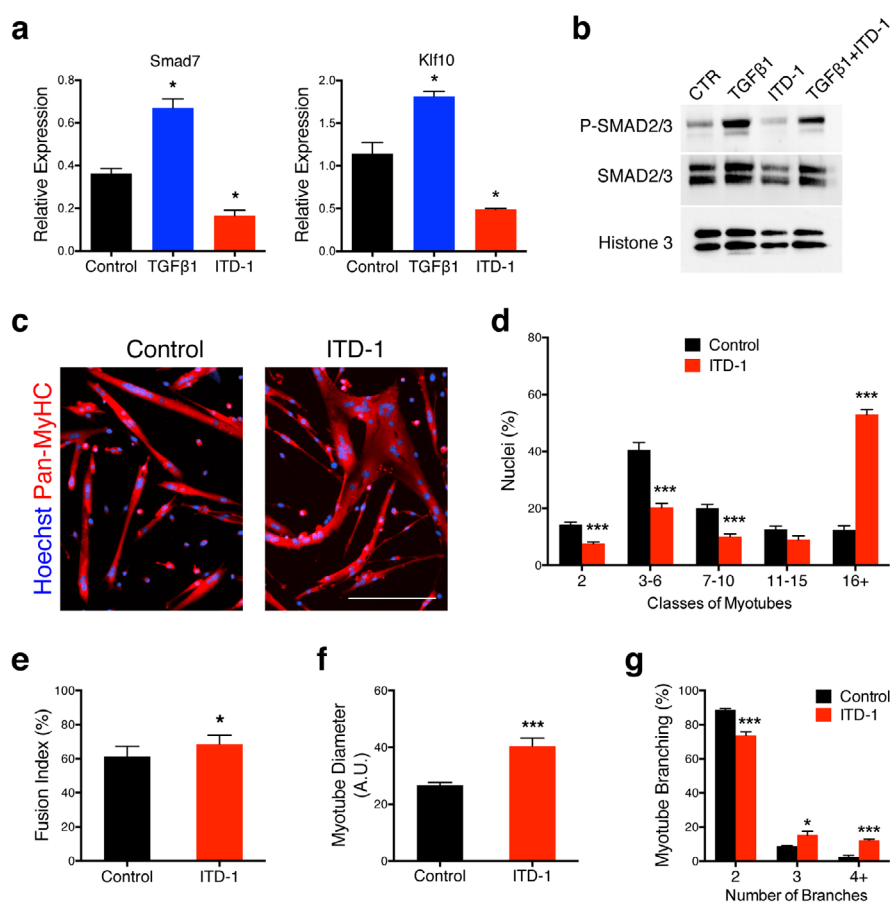 a
Smad7
Relative Expression
0.8
0.6
0.4
0.2
0.0
*
*
Control TGFβ1 ITD-1
Klf10
Relative Expression
2.0
1.5
1.0
0.5
0.0
*
*
Control TGFβ1 ITD-1
b
CTR TGFβ1 ITD-1 TGFβ1+ITD-1
P-SMAD2/3
SMAD2/3
Histone 3
c
Control ITD-1
Hoechst Pan-MyHC
d
Nuclei (%)
80
60
40
20
0
Control
ITD-1
***
***
***
***
2 3-6 7-10 11-15 16+
Classes of Myotubes
e
Fusion Index (%)
100
80
60
40
20
0
*
Control ITD-1
f
Myotube Diameter
(A.U.)
60
40
20
0
***
Control ITD-1
g
Myotube Branching (%)
100
80
60
40
20
0
Control
ITD-1
***
*
***
2 3 4+
Number of Branches